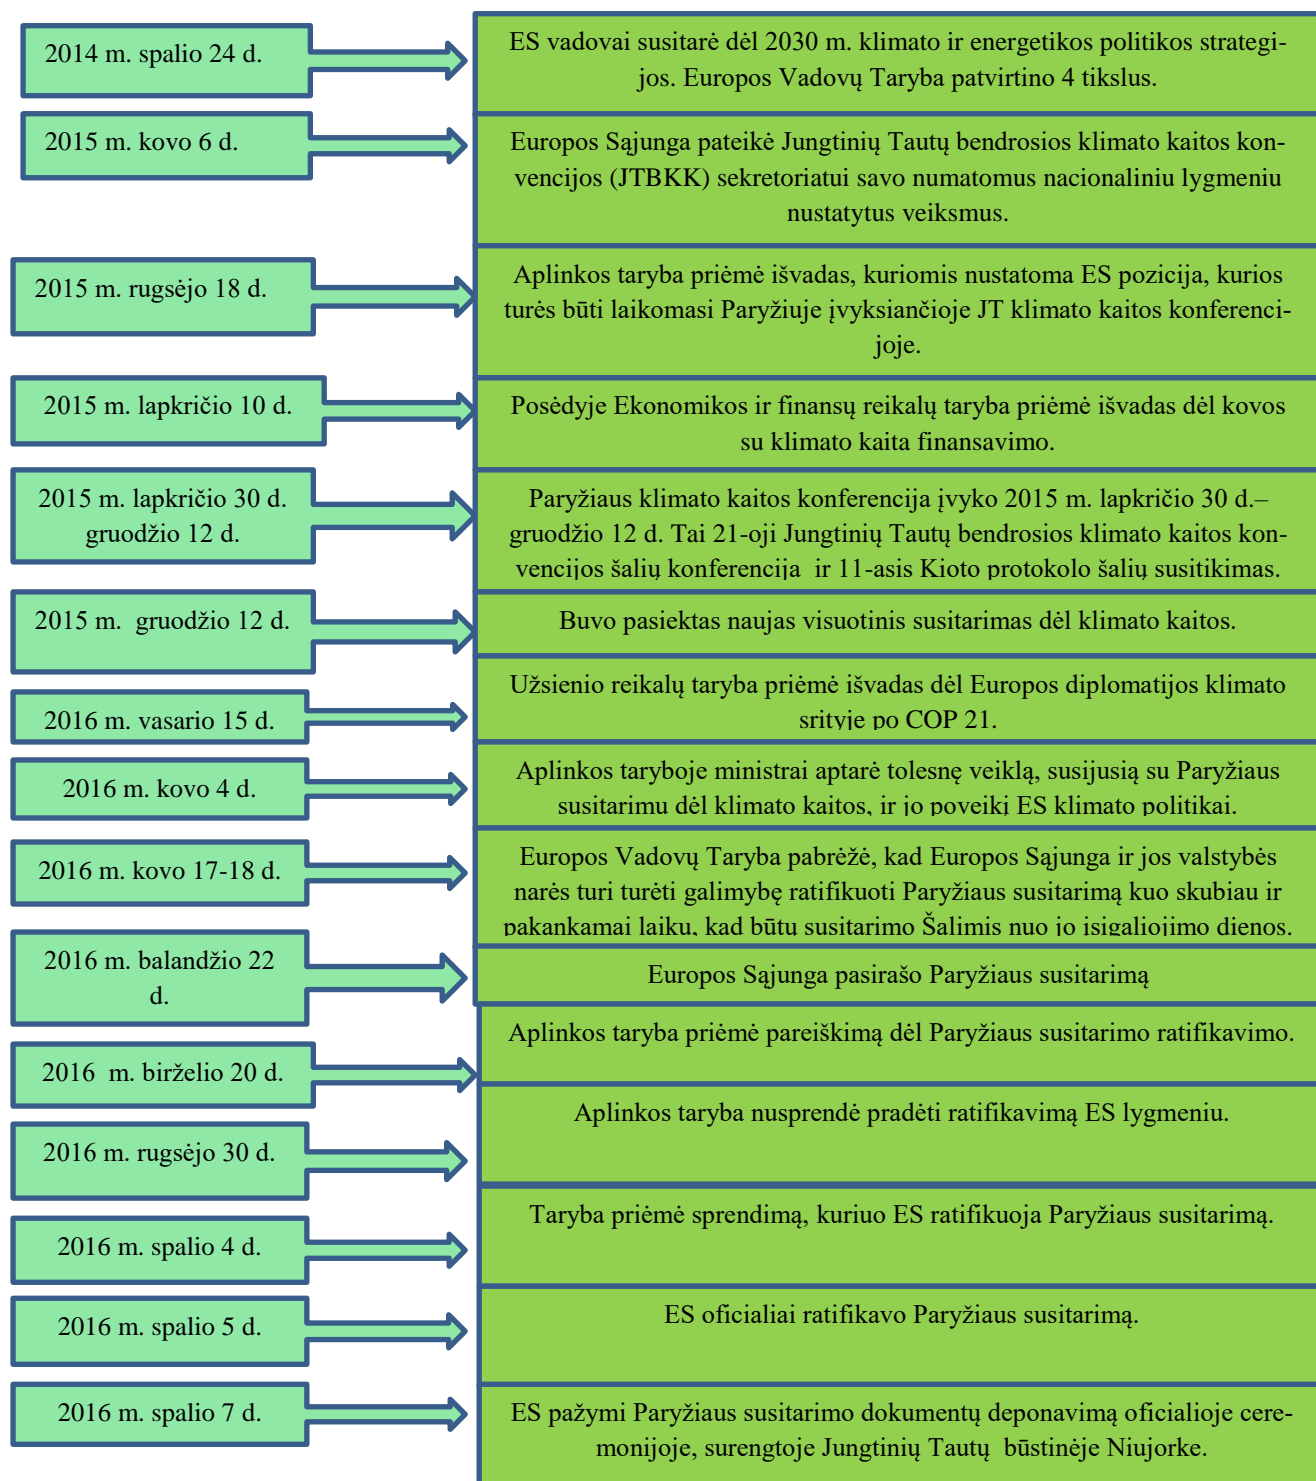 2014 m. spalio 24 d.
ES vadovai susitarė dėl 2030 m. klimato ir energetikos politikos strategi-
jos. Europos Vadovų Taryba patvirtino 4 tikslus.
2015 m. kovo 6 d.
Europos Sąjunga pateikė Jungtinių Tautų bendrosios klimato kaitos kon-
vencijos (JTBKK) sekretoriatui savo numatomus nacionaliniu lygmeniu
nustatytus veiksmus.
2015 m. rugsėjo 18 d.
Aplinkos taryba priėmė išvadas, kuriomis nustatoma ES pozicija, kurios
turės būti laikomasi Paryžiuje įvyksiančioje JT klimato kaitos konferenci-
joje.
2015 m. lapkričio 10 d.
Posėdyje Ekonomikos ir finansų reikalų taryba priėmė išvadas dėl kovos
su klimato kaita finansavimo.
2015 m. lapkričio 30 d.
gruodžio 12 d.
Paryžiaus klimato kaitos konferencija įvyko 2015 m. lapkričio 30 d.–
gruodžio 12 d. Tai 21-oji Jungtinių Tautų bendrosios klimato kaitos kon-
vencijos šalių konferencija ir 11-asis Kioto protokolo šalių susitikimas.
2015 m. gruodžio 12 d.
Buvo pasiektas naujas visuotinis susitarimas dėl klimato kaitos.
2016 m. vasario 15 d.
Užsienio reikalų taryba priėmė išvadas dėl Europos diplomatijos klimato
srityje po COP 21.
2016 m. kovo 4 d.
Aplinkos taryboje ministrai aptarė tolesnę veiklą, susijusią su Paryžiaus
susitarimu dėl klimato kaitos, ir jo poveikį ES klimato politikai.
2016 m. kovo 17-18 d.
Europos Vadovų Taryba pabrėžė, kad Europos Sąjunga ir jos valstybės
narės turi turėti galimybę ratifikuoti Paryžiaus susitarimą kuo skubiau ir
pakankamai laiku, kad būtų susitarimo Šalimis nuo jo įsigaliojimo dienos.
2016 m. balandžio 22
d.
Europos Sąjunga pasirašo Paryžiaus susitarimą
2016 m. birželio 20 d.
Aplinkos taryba priėmė pareiškimą dėl Paryžiaus susitarimo ratifikavimo.
2016 m. rugsėjo 30 d.
Aplinkos taryba nusprendė pradėti ratifikavimą ES lygmeniu.
2016 m. spalio 4 d.
Taryba priėmė sprendimą, kuriuo ES ratifikuoja Paryžiaus susitarimą.
2016 m. spalio 5 d.
ES oficialiai ratifikavo Paryžiaus susitarimą.
2016 m. spalio 7 d.
ES pažymi Paryžiaus susitarimo dokumentų deponavimą oficialioje cere-
monijoje, surengtoje Jungtinių Tautų būstinėje Niujorke.